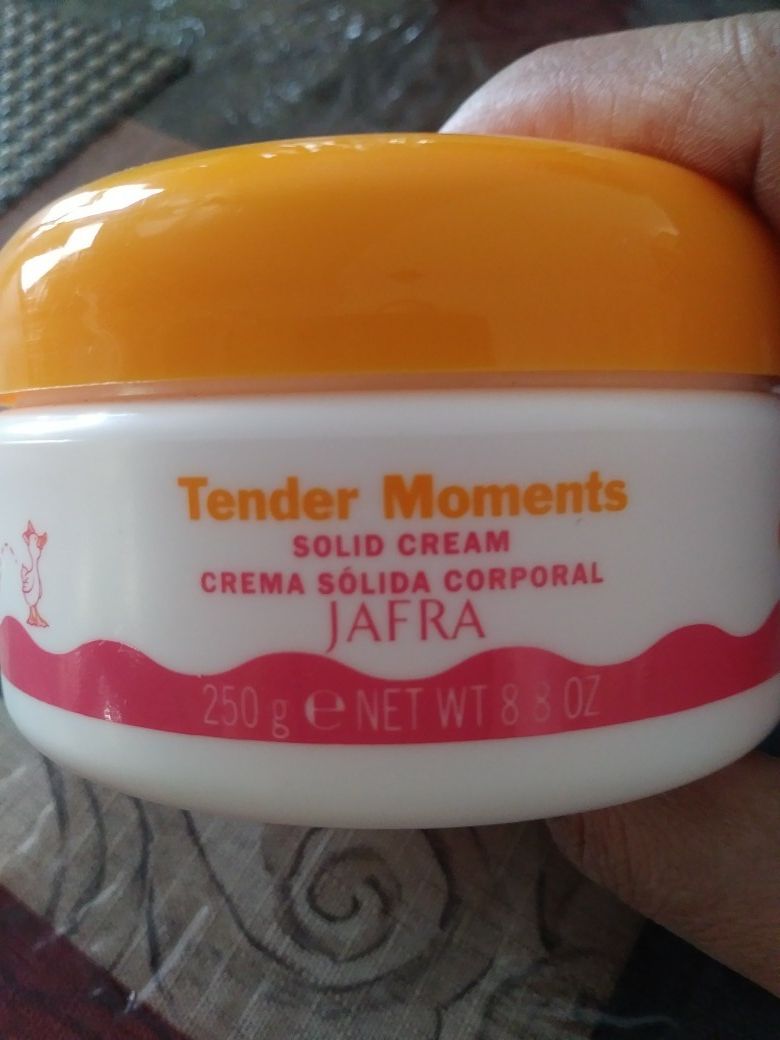 Tender Moments
SOLID CREAM
CREMA SÓLIDA CORPORAL
JAFRA
250 g ℮ NET WT 8 8 OZ